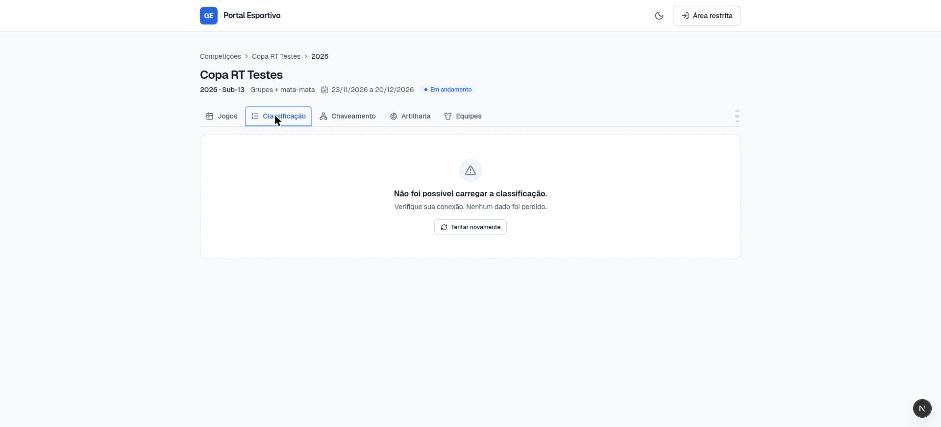 GE Portal Esportivo
Área restrita
Competições > Copa RT Testes > 2026
Copa RT Testes
2026 · Sub-13 Grupos + mata-mata 23/11/2026 a 20/12/2026 Em andamento
Jogos Classificação Chaveamento Artilharia Equipes
Não foi possível carregar a classificação.
Verifique sua conexão. Nenhum dado foi perdido.
Tentar novamente
N